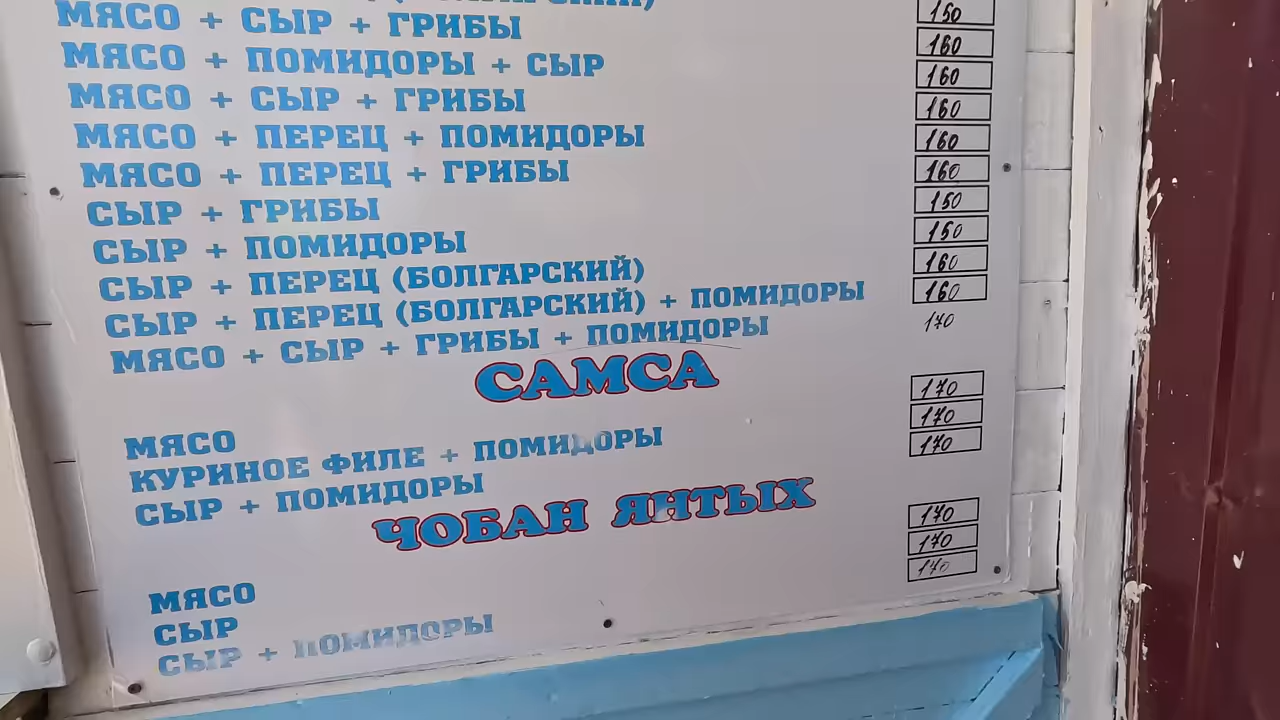 150
МЯСО + СЫР + ГРИБЫ 160
МЯСО + ПОМИДОРЫ + СЫР 160
МЯСО + СЫР + ГРИБЫ 160
МЯСО + ПЕРЕЦ + ПОМИДОРЫ 160
МЯСО + ПЕРЕЦ + ГРИБЫ 160
СЫР + ГРИБЫ 150
СЫР + ПОМИДОРЫ 150
СЫР + ПЕРЕЦ (БОЛГАРСКИЙ) 160
СЫР + ПЕРЕЦ (БОЛГАРСКИЙ) + ПОМИДОРЫ 160
МЯСО + СЫР + ГРИБЫ + ПОМИДОРЫ 170
САМСА
МЯСО 170
КУРИНОЕ ФИЛЕ + ПОМИДОРЫ 170
СЫР + ПОМИДОРЫ 170
ЧОБАН ЯНТЫХ
МЯСО 170
СЫР 170
СЫР + ПОМИДОРЫ 170